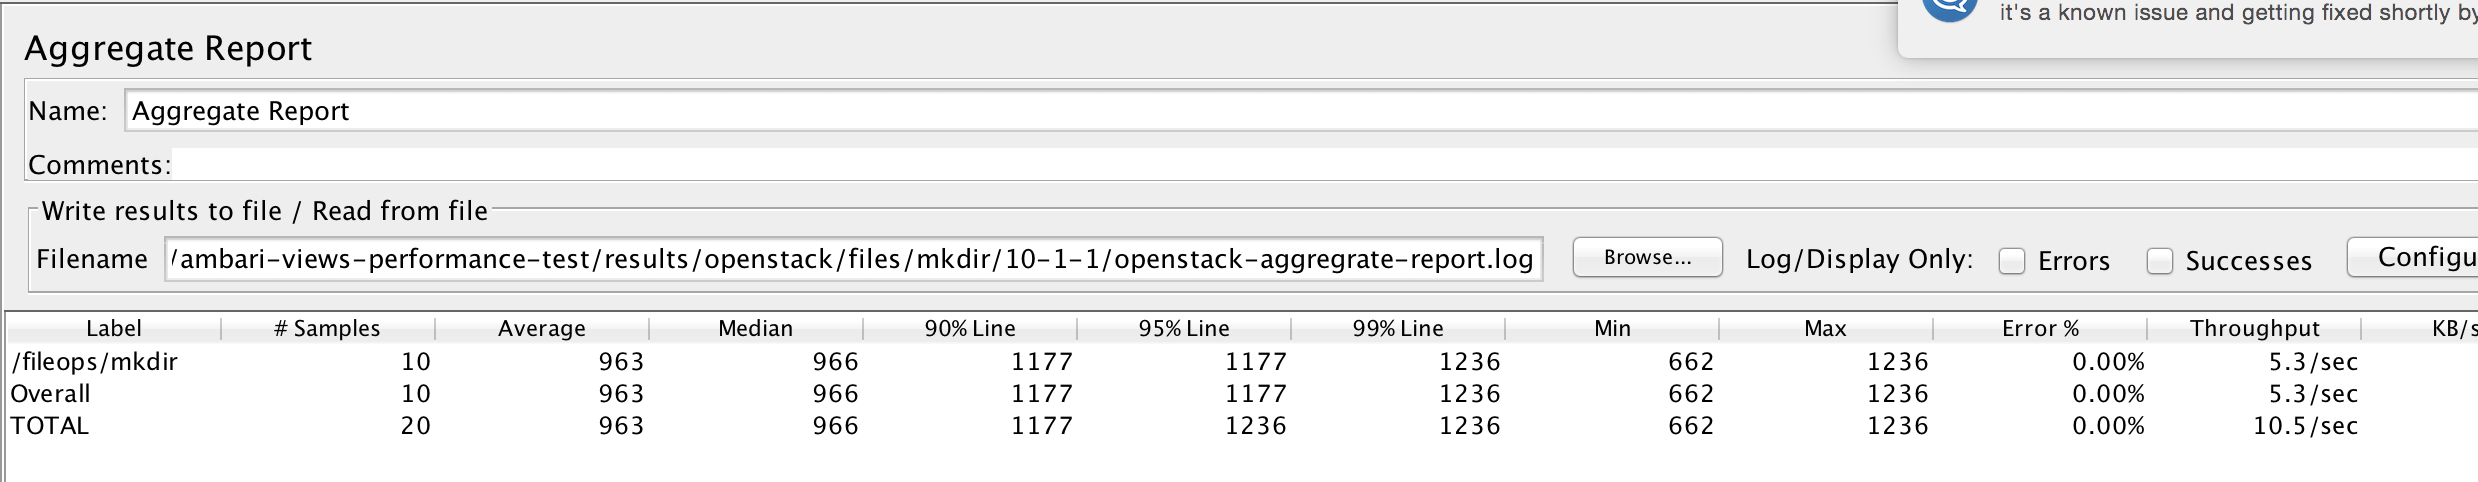 it's a known issue and getting fixed shortly by
Aggregate Report
Name: Aggregate Report
Comments:
Write results to file / Read from file
Filename /ambari-views-performance-test/results/openstack/files/mkdir/10-1-1/openstack-aggregrate-report.log Browse... Log/Display Only: Errors Successes Configu
Label # Samples Average Median 90% Line 95% Line 99% Line Min Max Error % Throughput KB/s
/fileops/mkdir 10 963 966 1177 1177 1236 662 1236 0.00% 5.3/sec
Overall 10 963 966 1177 1177 1236 662 1236 0.00% 5.3/sec
TOTAL 20 963 966 1177 1236 1236 662 1236 0.00% 10.5/sec